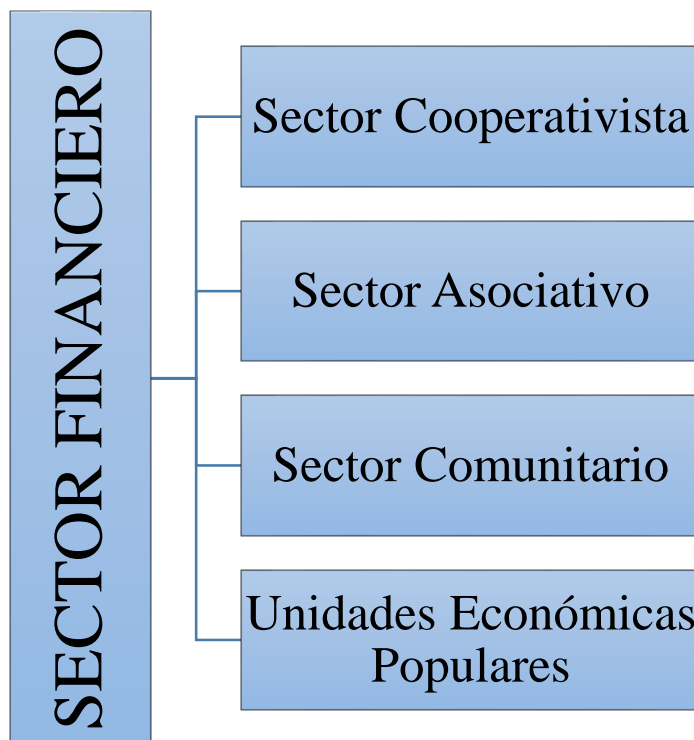 SECTOR FINANCIERO
Sector Cooperativista
Sector Asociativo
Sector Comunitario
Unidades Económicas
Populares